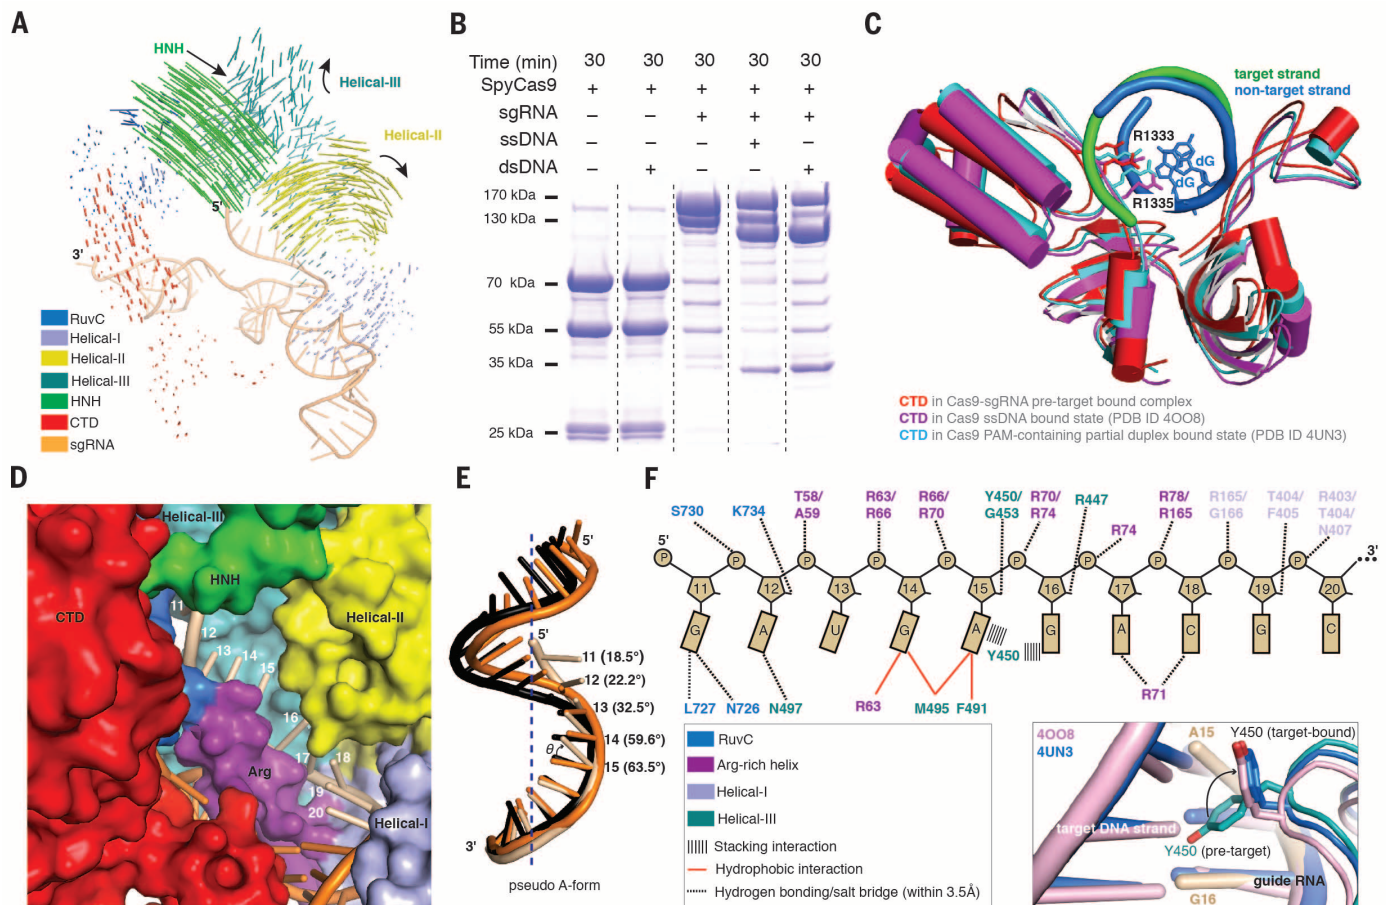 A
HNH
Helical-III
Helical-II
5'
3'
RuvC
Helical-I
Helical-II
Helical-III
HNH
CTD
sgRNA
B
Time (min) 30 30 30 30 30
SpyCas9 + + + + +
sgRNA – – + + +
ssDNA – – – + –
dsDNA – + – – +
170 kDa
130 kDa
70 kDa
55 kDa
35 kDa
25 kDa
C
target strand
non-target strand
R1333
dG
dG
R1335
CTD in Cas9-sgRNA pre-target bound complex
CTD in Cas9 ssDNA bound state (PDB ID 4OO8)
CTD in Cas9 PAM-containing partial duplex bound state (PDB ID 4UN3)
D
Helical-III
HNH
CTD
Helical-II
11
12
13
14
15
16
17
18
19
20
Arg
Helical-I
E
5'
5'
11 (18.5°)
12 (22.2°)
13 (32.5°)
14 (59.6°)
θ
15 (63.5°)
3'
pseudo A-form
F
S730 K734 T58/ A59 R63/ R66 R66/ R70 Y450/ G453 R70/ R74 R447 R74 R78/ R165 R165/ G166 T404/ F405 R403/ T404/ N407
5' 3'
P P P P P P P P P P
11 12 13 14 15 16 17 18 19 20
G A U G A G A C G C
Y450
R71
L727 N726 N497 R63 M495 F491
RuvC
Arg-rich helix
Helical-I
Helical-III
Stacking interaction
Hydrophobic interaction
Hydrogen bonding/salt bridge (within 3.5Å)
4OO8
4UN3
A15
Y450 (target-bound)
target DNA strand
Y450 (pre-target)
guide RNA
G16